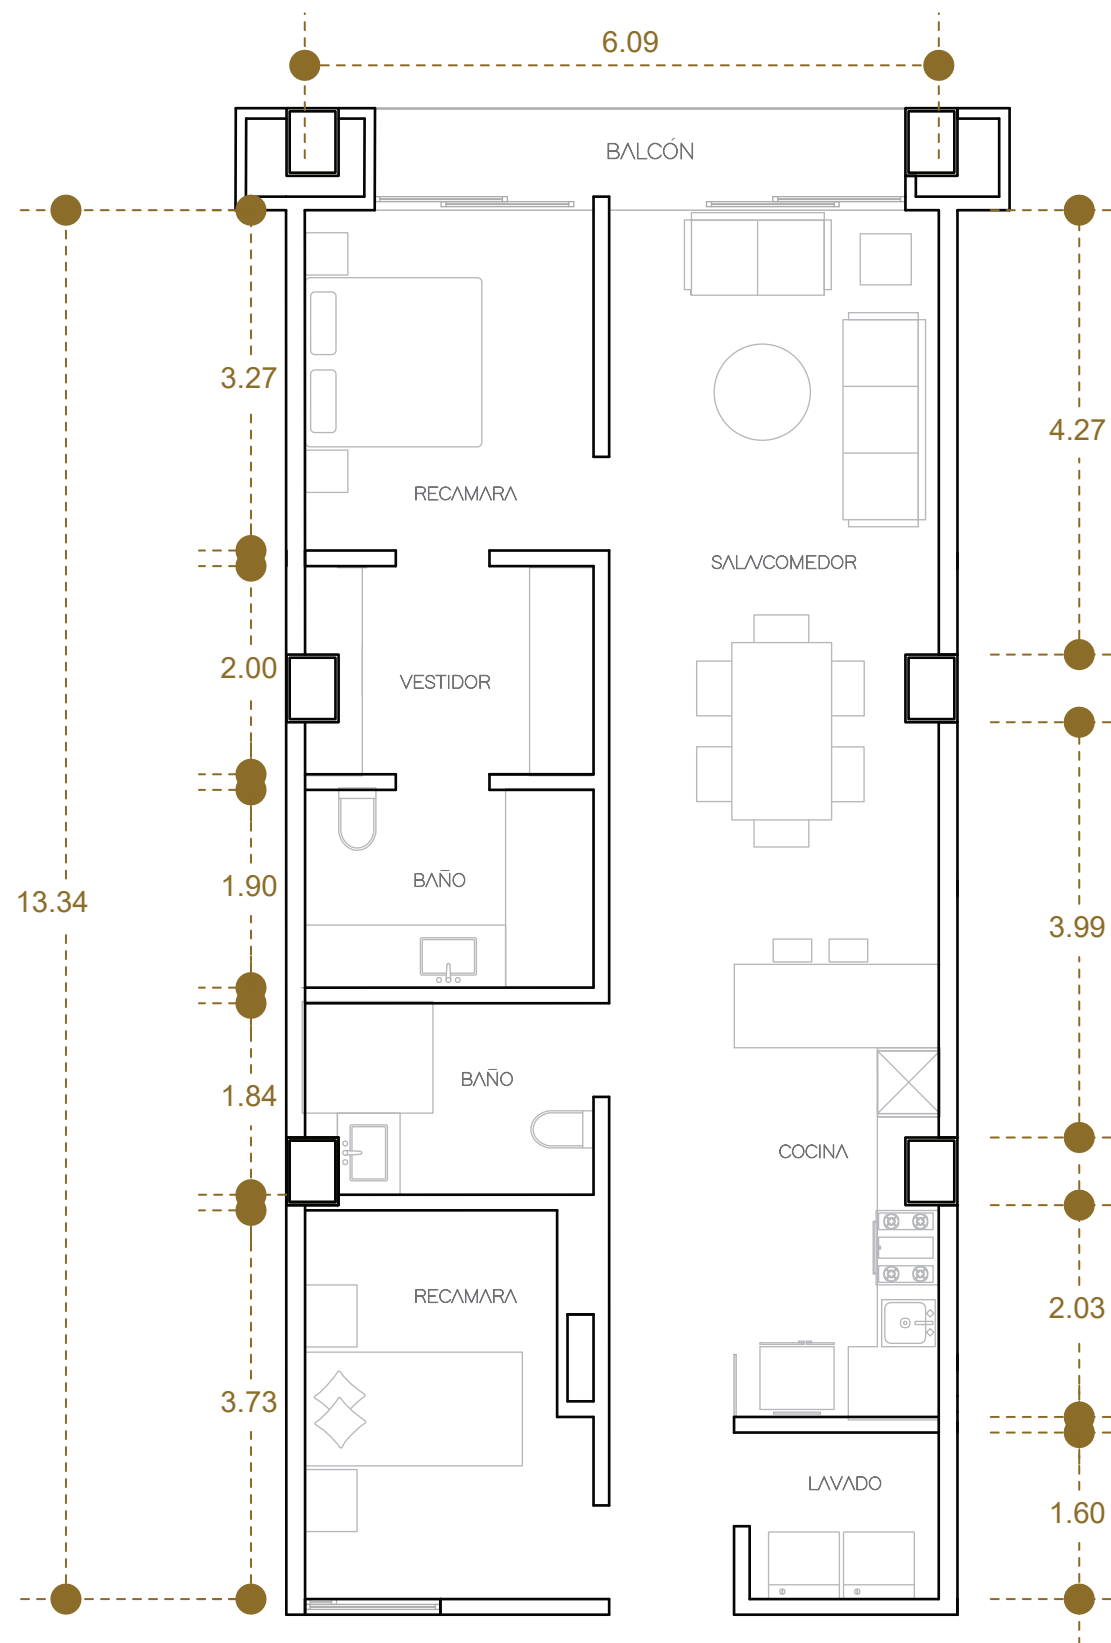 6.09
BALCÓN
3.27
4.27
RECAMARA
SALA/COMEDOR
2.00
VESTIDOR
1.90
BAÑO
13.34
3.99
1.84
BAÑO
COCINA
RECAMARA
2.03
3.73
LAVADO
1.60